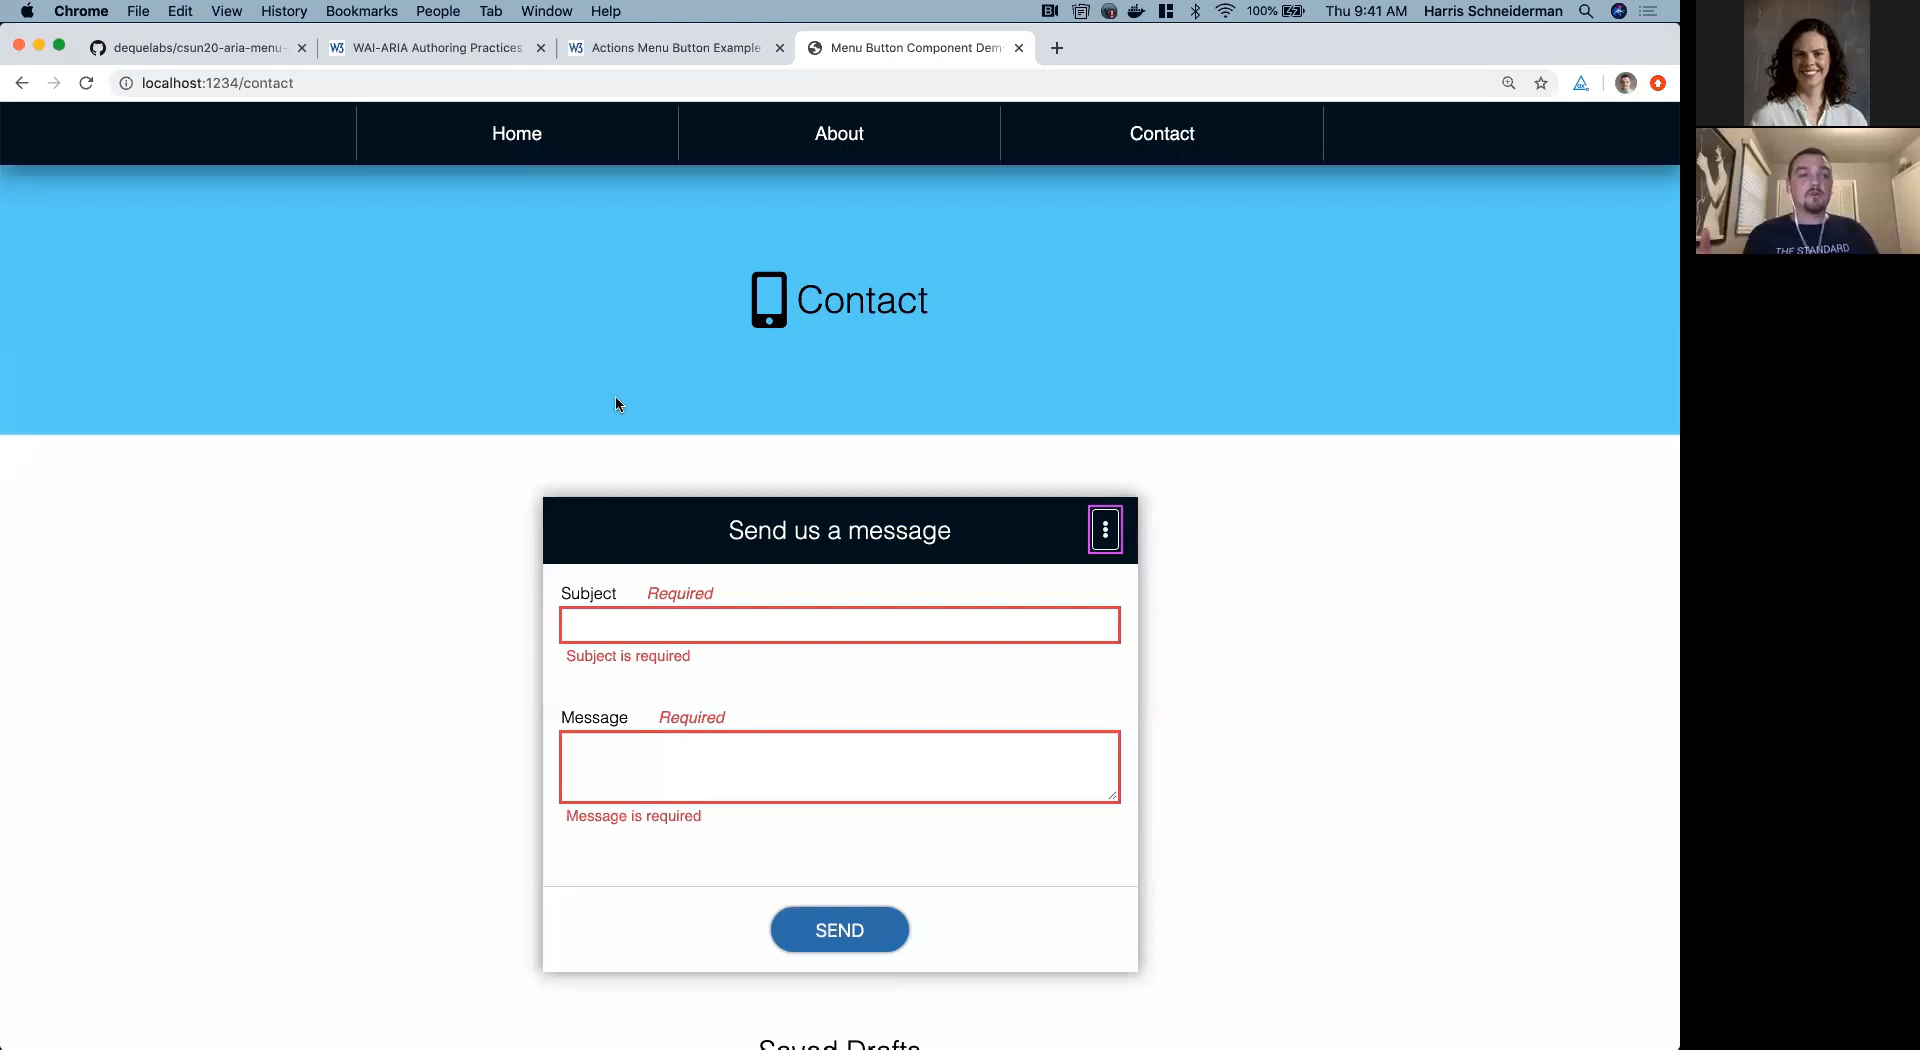 Chrome File Edit View History Bookmarks People Tab Window Help 100% Thu 9:41 AM Harris Schneiderman
dequelabs/csun20-aria-menu- WAI-ARIA Authoring Practices Actions Menu Button Example Menu Button Component Dem
localhost:1234/contact
Home About Contact
Contact
Send us a message
Subject Required
Subject is required
Message Required
Message is required
SEND
Saved Drafts
THE STANDARD